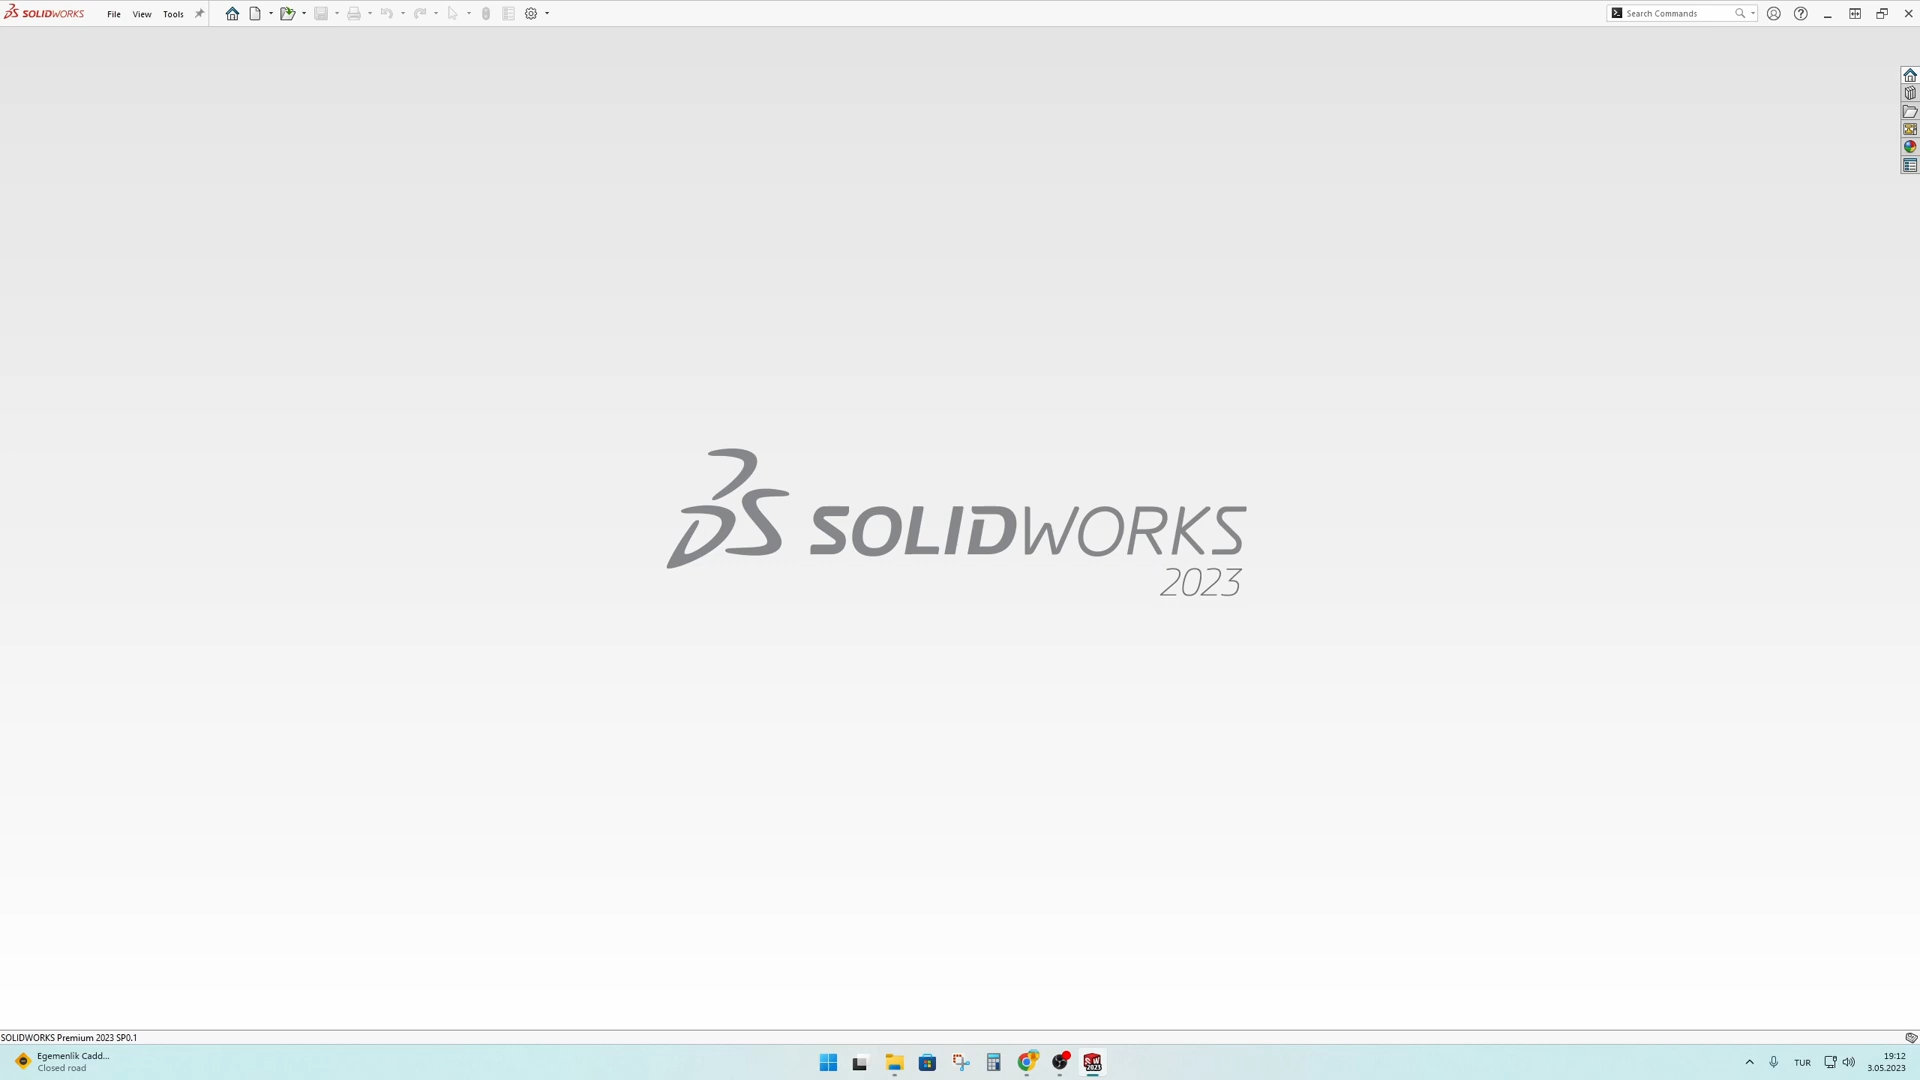 SOLIDWORKS File View Tools Search Commands
SOLIDWORKS
2023
SOLIDWORKS Premium 2023 SP0.1
Egemenlik Cadd...
Closed road
TUR
19:12
3.05.2023